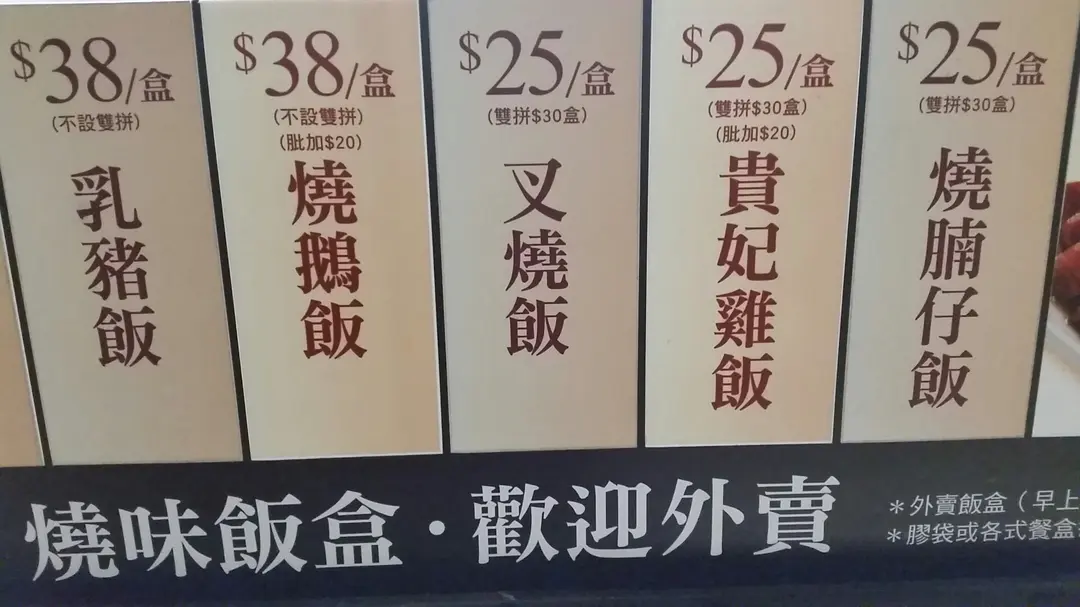 $38/盒
(不設雙拼)
乳豬飯
$38/盒
(不設雙拼)
(髀加$20)
燒鵝飯
$25/盒
(雙拼$30盒)
叉燒飯
$25/盒
(雙拼$30盒)
(髀加$20)
貴妃雞飯
$25/盒
(雙拼$30盒)
燒腩仔飯
燒味飯盒·歡迎外賣
*外賣飯盒（早上
*膠袋或各式餐盒